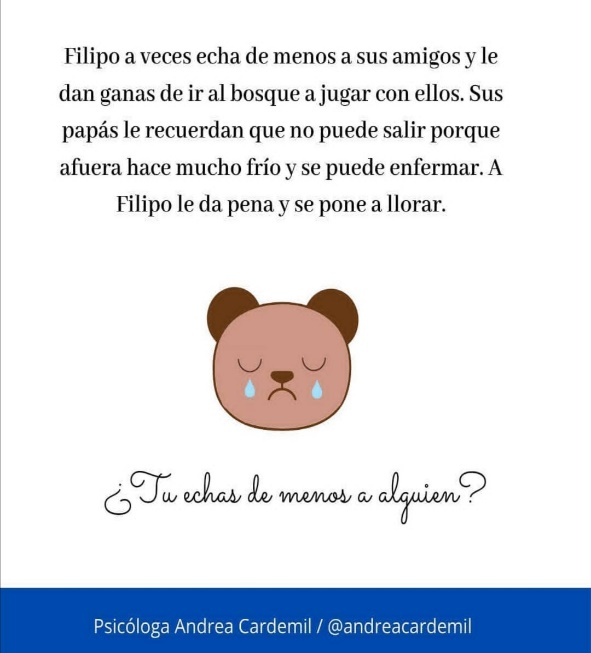 Filipo a veces echa de menos a sus amigos y le
dan ganas de ir al bosque a jugar con ellos. Sus
papás le recuerdan que no puede salir porque
afuera hace mucho frío y se puede enfermar. A
Filipo le da pena y se pone a llorar.
¿Tu echas de menos a alguien?
Psicóloga Andrea Cardemil / @andreacardemil